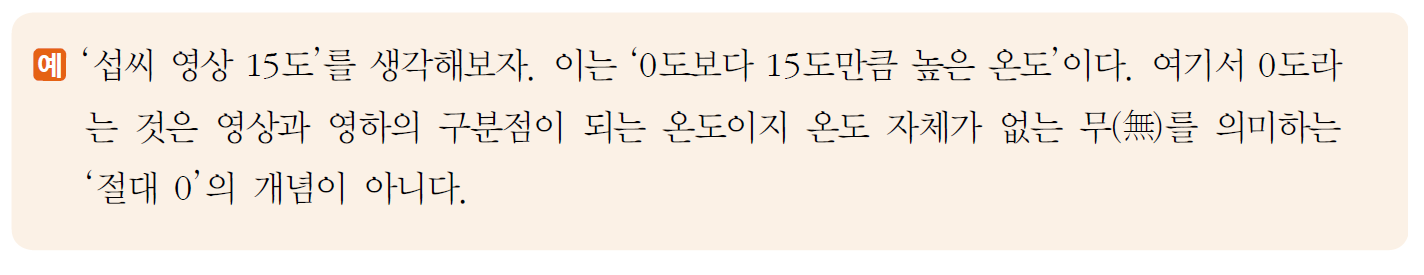 예 ‘섭씨 영상 15도’를 생각해보자. 이는 ‘0도보다 15도만큼 높은 온도’이다. 여기서 0도라
는 것은 영상과 영하의 구분점이 되는 온도이지 온도 자체가 없는 무(無)를 의미하는
‘절대 0’의 개념이 아니다.